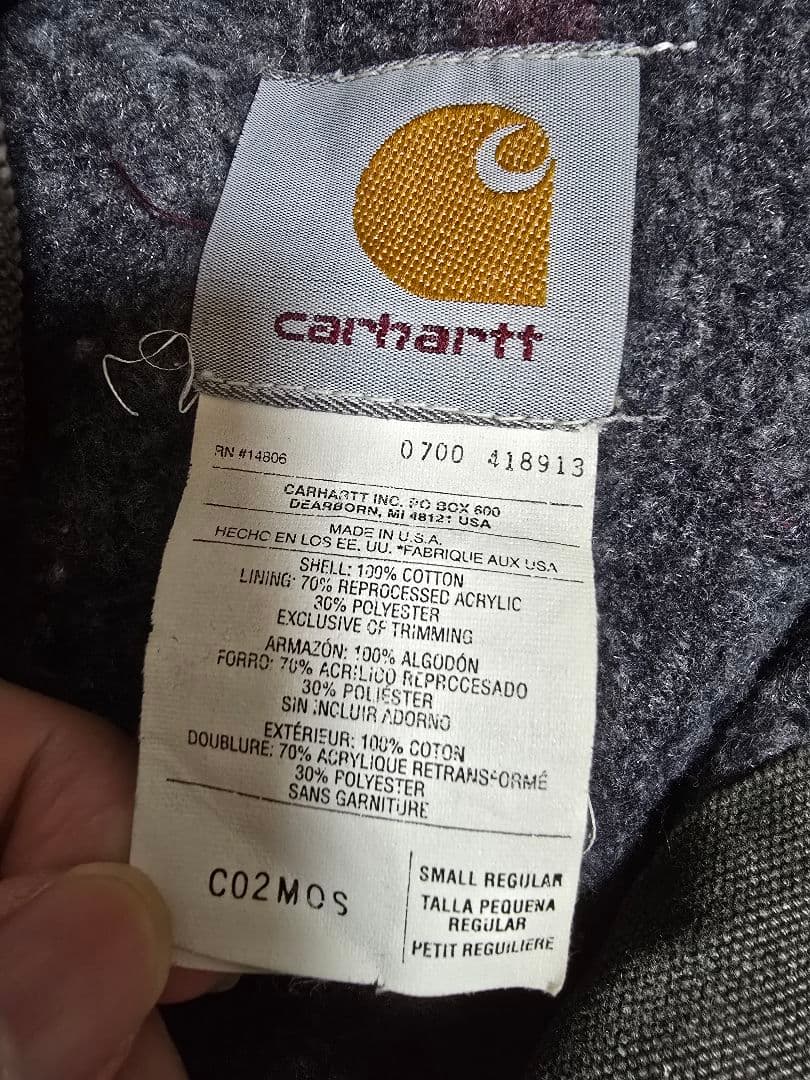 carhartt
RN #14806 0700 418913
CARHARTT INC. PO BOX 600
DEARBORN, MI 48121 USA
MADE IN U.S.A.
HECHO EN LOS EE. UU. *FABRIQUE AUX USA
SHELL: 100% COTTON
LINING: 70% REPROCESSED ACRYLIC
30% POLYESTER
EXCLUSIVE OF TRIMMING
ARMAZÓN: 100% ALGODÓN
FORRO: 70% ACRILICO REPROCESADO
30% POLIÉSTER
SIN INCLUIR ADORNO
EXTÉRIEUR: 100% COTON
DOUBLURE: 70% ACRYLIQUE RETRANSFORMÉ
30% POLYESTER
SANS GARNITURE
C02MOS
SMALL REGULAR
TALLA PEQUENA
REGULAR
PETIT REGUILIERE